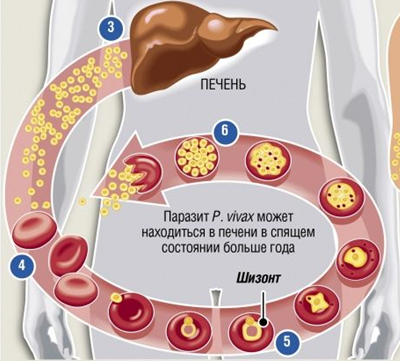 3
ПЕЧЕНЬ
6
Паразит P. vivax может
находиться в печени в спящем
состоянии больше года
4
Шизонт
5